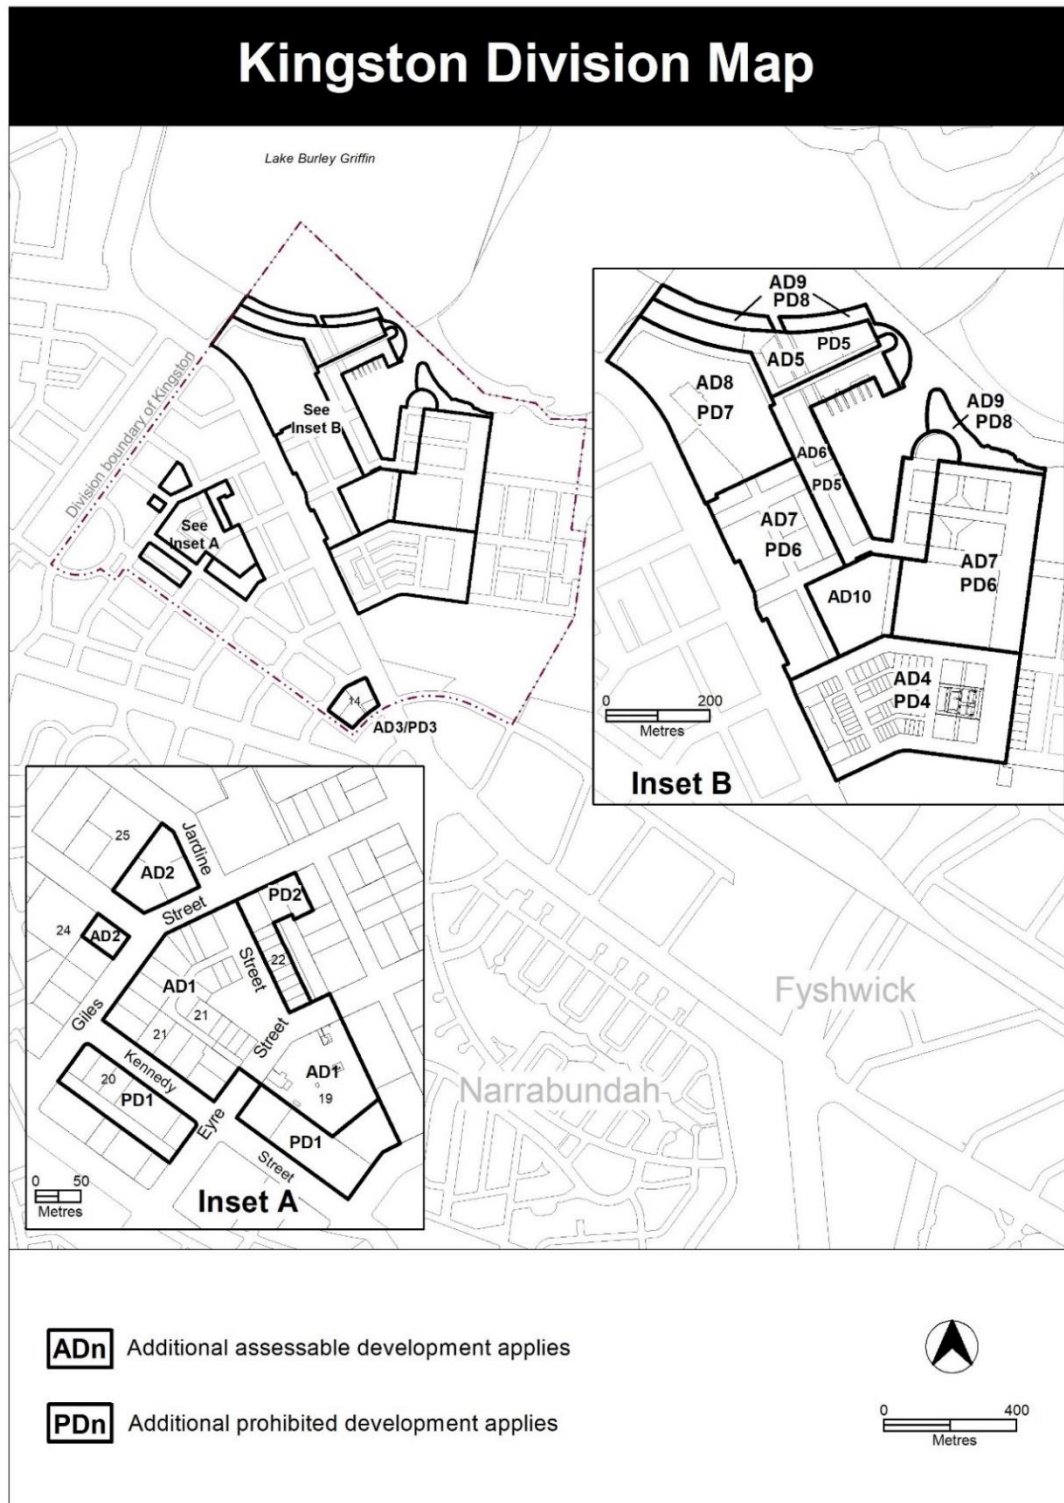 Kingston Division Map
Lake Burley Griffin
Division boundary of Kingston
See
Inset B
See
Inset A
14
AD3/PD3
AD9
PD8
AD5
PD5
AD8
PD7
AD9
PD8
AD6
PD5
AD7
PD6
AD7
PD6
AD10
AD4
PD4
0
200
Metres
Inset B
25
Jardine
AD2
Street
PD2
24
AD2
Street
22
AD1
Giles
21
21
Street
Kennedy
20
PD1
AD1
19
Eyre
PD1
Street
0
50
Metres
Inset A
Fyshwick
Narrabundah
ADn Additional assessable development applies
PDn Additional prohibited development applies
0
400
Metres